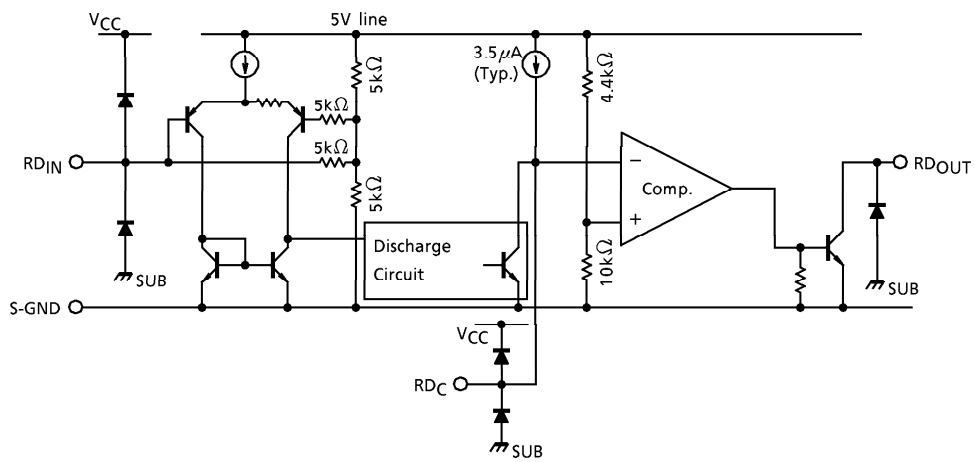 VCC
5V line
3.5μA
(Typ.)
5kΩ
4.4kΩ
5kΩ
5kΩ
RDIN
5kΩ
−
Comp.
+
RDOUT
Discharge
Circuit
10kΩ
SUB
SUB
S-GND
VCC
RDC
SUB